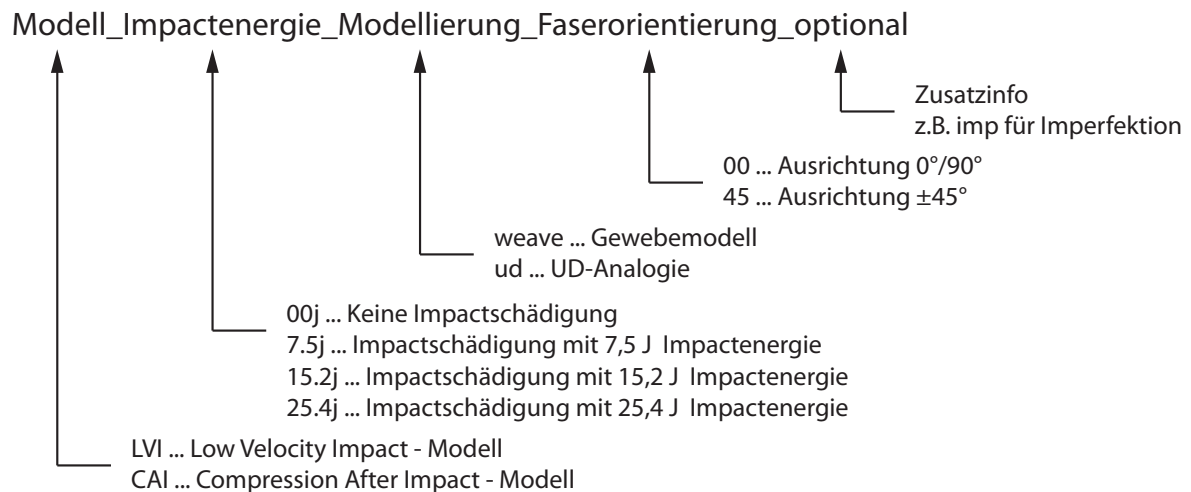 Modell_Impactenergie_Modellierung_Faserorientierung_optional
Zusatzinfo
z.B. imp für Imperfektion
00 ... Ausrichtung 0°/90°
45 ... Ausrichtung ±45°
weave ... Gewebemodell
ud ... UD-Analogie
00j ... Keine Impactschädigung
7.5j ... Impactschädigung mit 7,5 J Impactenergie
15.2j ... Impactschädigung mit 15,2 J Impactenergie
25.4j ... Impactschädigung mit 25,4 J Impactenergie
LVI ... Low Velocity Impact - Modell
CAI ... Compression After Impact - Modell